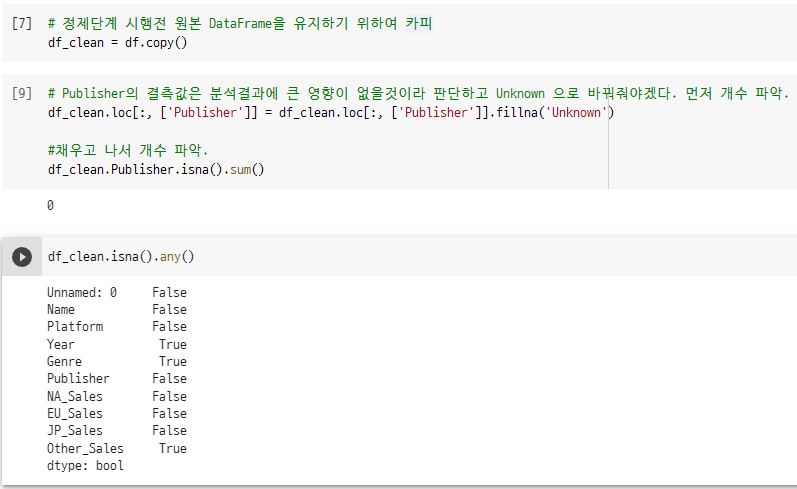 [7] # 정제단계 시행전 원본 DataFrame을 유지하기 위하여 카피
df_clean = df.copy()
[9] # Publisher의 결측값은 분석결과에 큰 영향이 없을것이라 판단하고 Unknown 으로 바꿔줘야겠다. 먼저 개수 파악.
df_clean.loc[:, ['Publisher']] = df_clean.loc[:, ['Publisher']].fillna('Unknown')
#채우고 나서 개수 파악.
df_clean.Publisher.isna().sum()
0
df_clean.isna().any()
Unnamed: 0 False
Name False
Platform False
Year True
Genre True
Publisher False
NA_Sales False
EU_Sales False
JP_Sales False
Other_Sales True
dtype: bool